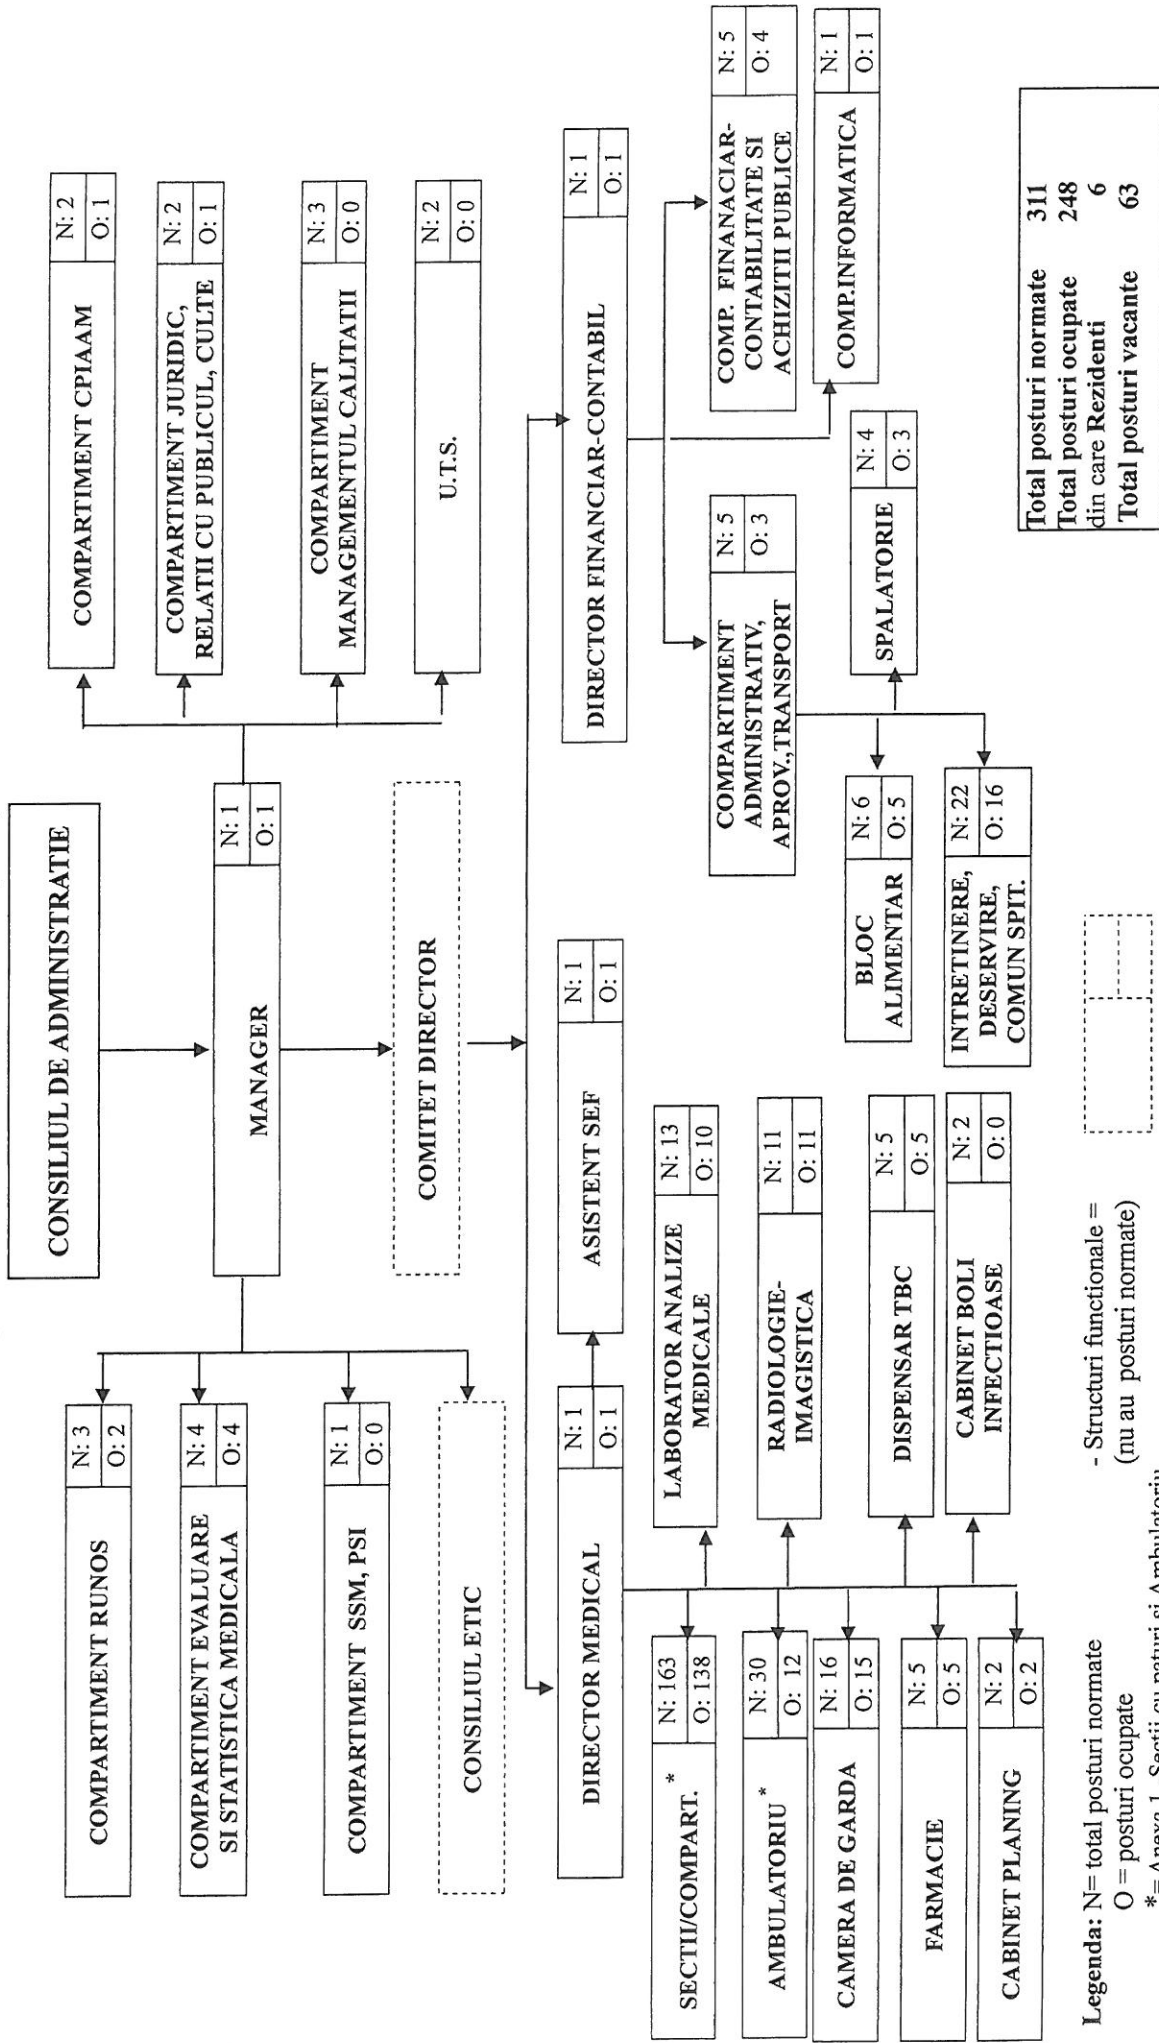 CONSILIUL DE ADMINISTRATIE
MANAGER
N: 1
O: 1
COMITET DIRECTOR
COMPARTIMENT RUNOS
N: 3
O: 2
COMPARTIMENT EVALUARE
SI STATISTICA MEDICALA
N: 4
O: 4
COMPARTIMENT SSM, PSI
N: 1
O: 0
CONSILIUL ETIC
COMPARTIMENT CPIAAM
N: 2
O: 1
COMPARTIMENT JURIDIC,
RELATII CU PUBLICUL, CULTE
N: 2
O: 1
COMPARTIMENT
MANAGEMENTUL CALITATII
N: 3
O: 0
U.T.S.
N: 2
O: 0
DIRECTOR MEDICAL
N: 1
O: 1
ASISTENT SEF
N: 1
O: 1
DIRECTOR FINANCIAR-CONTABIL
N: 1
O: 1
SECTII/COMPART. *
N: 163
O: 138
AMBULATORIU *
N: 30
O: 12
CAMERA DE GARDA
N: 16
O: 15
FARMACIE
N: 5
O: 5
CABINET PLANING
N: 2
O: 2
LABORATOR ANALIZE
MEDICALE
N: 13
O: 10
RADIOLOGIE-
IMAGISTICA
N: 11
O: 11
DISPENSAR TBC
N: 5
O: 5
CABINET BOLI
INFECTIOASE
N: 2
O: 0
COMPARTIMENT
ADMINISTRATIV,
APROV.,TRANSPORT
N: 5
O: 3
COMP. FINANACIAR-
CONTABILITATE SI
ACHIZITII PUBLICE
N: 5
O: 4
COMP.INFORMATICA
N: 1
O: 1
BLOC
ALIMENTAR
N: 6
O: 5
SPALATORIE
N: 4
O: 3
INTRETINERE,
DESERVIRE,
COMUN SPIT.
N: 22
O: 16
Legenda: N= total posturi normate
O = posturi ocupate
*= Anexa 1 Sectii cu paturi si Ambulatoriu
- Structuri functionale =
(nu au posturi normate)
Total posturi normate 311
Total posturi ocupate 248
din care Rezidenti 6
Total posturi vacante 63